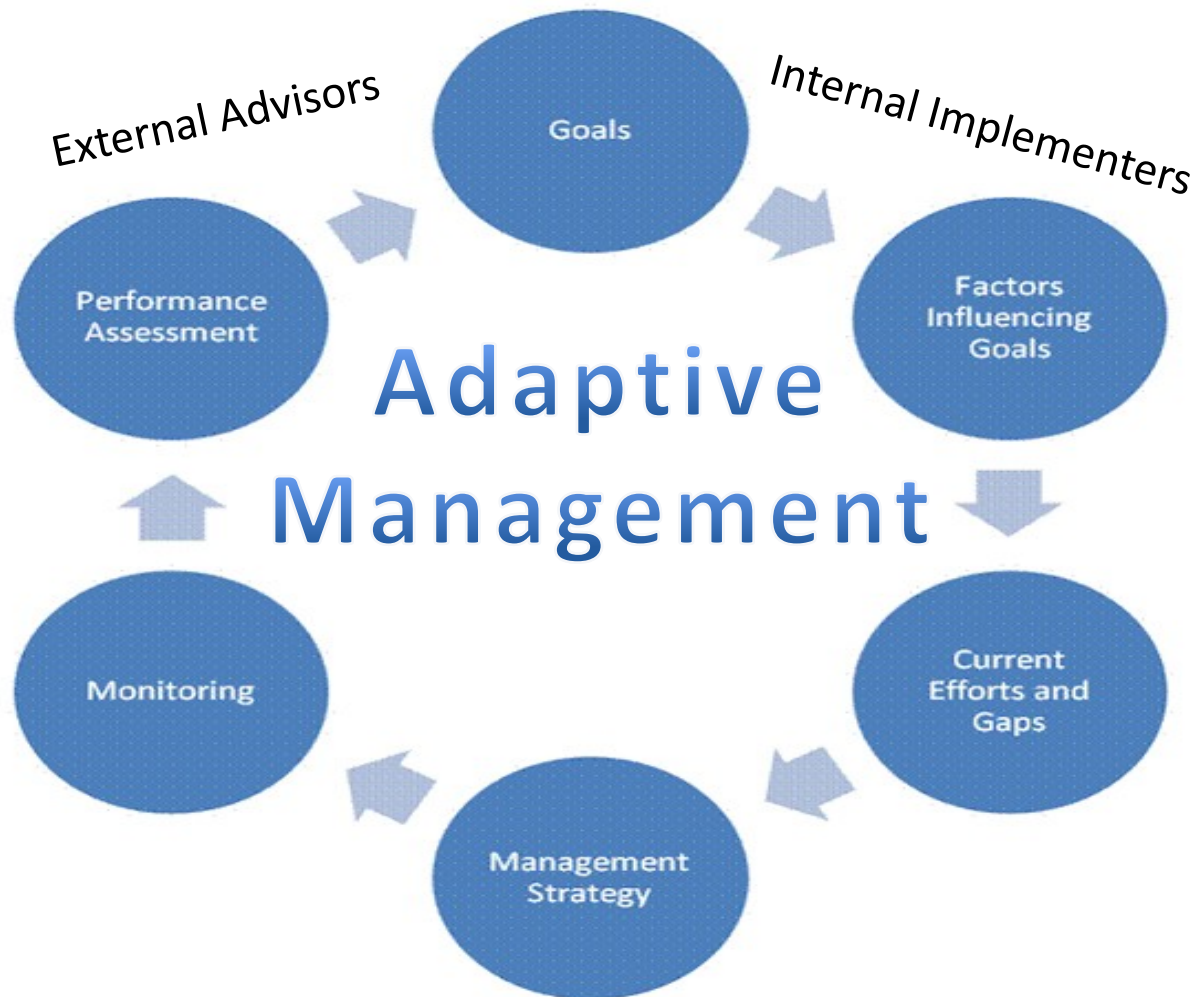 External Advisors
Internal Implementers
Goals
Factors
Influencing
Goals
Current
Efforts and
Gaps
Management
Strategy
Monitoring
Performance
Assessment
Adaptive
Management